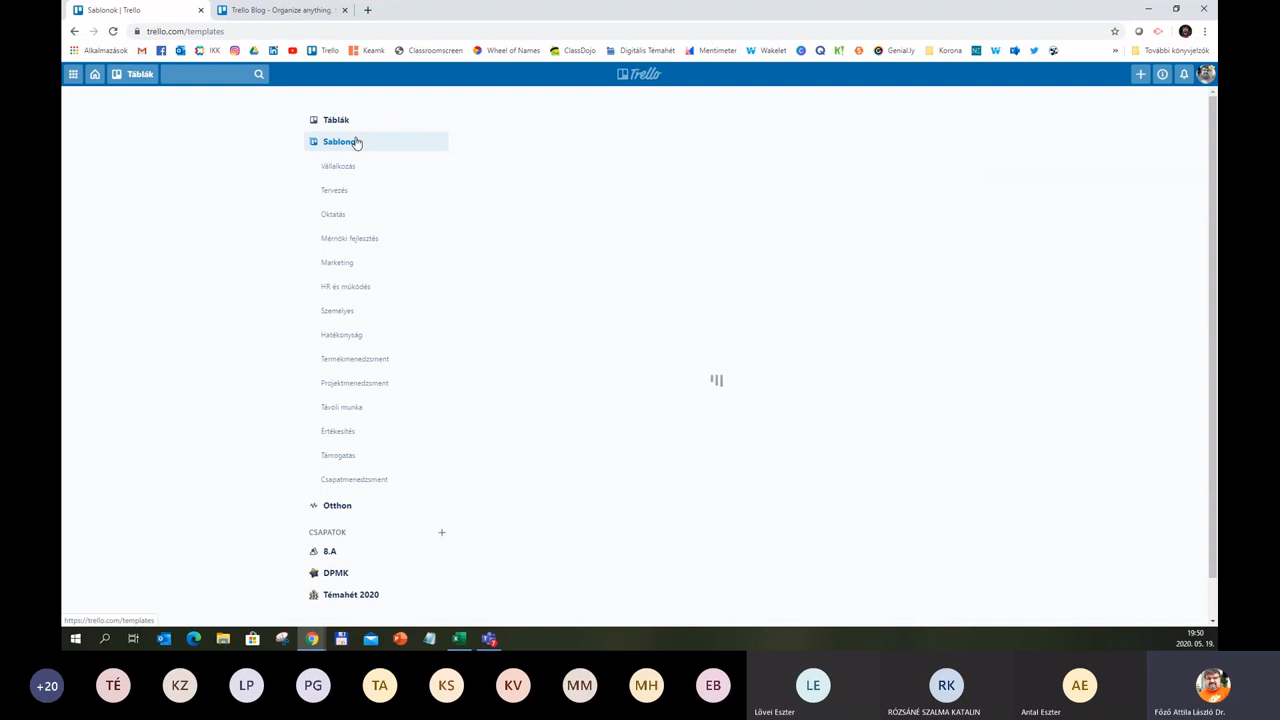 Sablonok | Trello
Trello Blog - Organize anything,
trello.com/templates
Alkalmazások IKK Trello Keamk Classroomscreen Wheel of Names ClassDojo Digitális Témahét Mentimeter Wakelet Genial.ly Korona » További könyvjelzők
Táblák
Trello
Táblák
Vállalkozás
Tervezés
Oktatás
Mérnöki fejlesztés
Marketing
HR és működés
Személyes
Hatékonyság
Termékmenedzsment
Projektmenedzsment
Távoli munka
Értékesítés
Támogatás
Csapatmenedzsment
Otthon
CSAPATOK
8.A
DPMK
Témahét 2020
https://trello.com/templates
19:50
2020. 05. 19.
+20 TÉ KZ LP PG TA KS KV MM MH EB LE RK AE
Lövei Eszter RÓZSÁNÉ SZALMA KATALIN Antal Eszter Főző Attila László Dr.